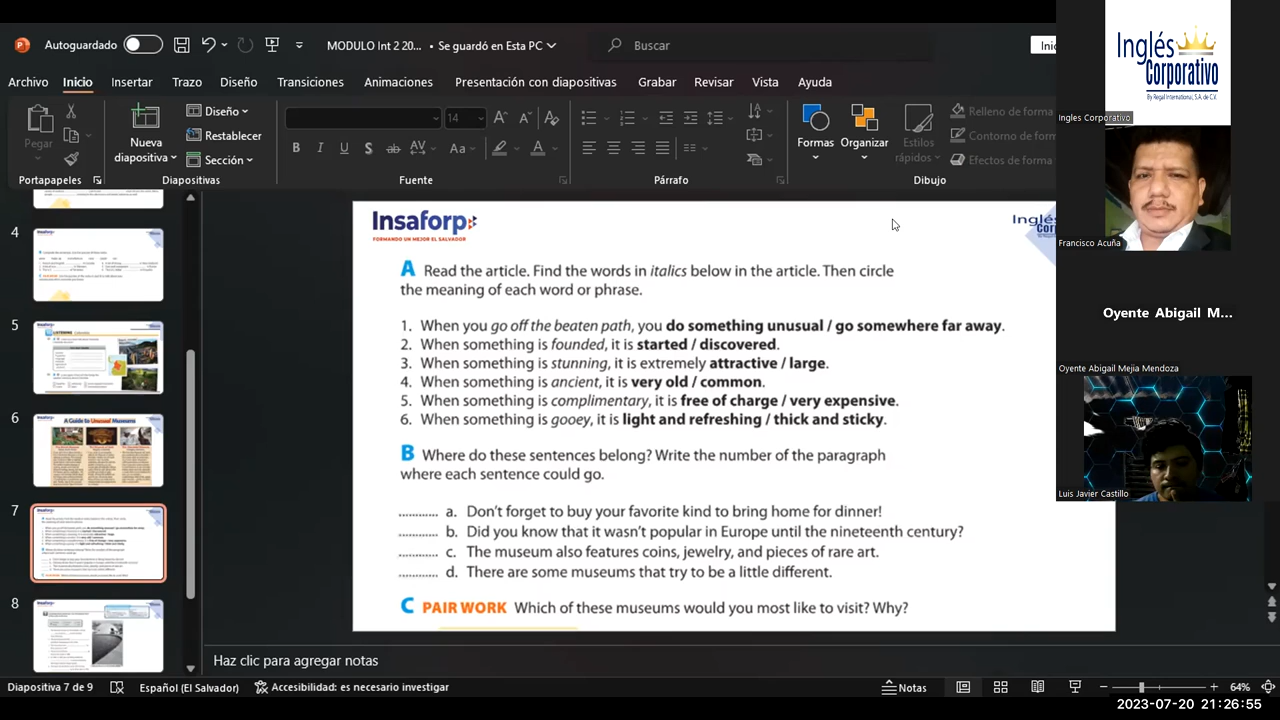 Autoguardado
MODULO Int 2 20...
en Esta PC
Buscar
Archivo Inicio Insertar Trazo Diseño Transiciones Animaciones con diapositivas Grabar Revisar Vista Ayuda
Pegar
Nueva diapositiva
Diseño
Restablecer
Sección
Formas
Organizar
Estilos rápidos
Relleno de forma
Contorno de forma
Efectos de forma
Portapapeles Diapositivas Fuente Párrafo Dibujo
4
5
6
A Guide to Unusual Museums
7
8
Insaforp
FORMANDO UN MEJOR EL SALVADOR
A Read the article. Find the words in italics below in the article. Then circle
the meaning of each word or phrase.
1. When you get off the beaten path, you do something unusual / go somewhere far away.
2. When something is founded, it is started / discovered.
3. When something is stunning, it is extremely attractive / large.
4. When something is ancient, it is very old / common.
5. When something is complimentary, it is free of charge / very expensive.
6. When something is gooey, it is light and refreshing / thick and sticky.
B Where do these sentences belong? Write the number of the paragraph
where each sentence could go.
............ a. Don't forget to buy your favorite kind to bring home for dinner!
............ b. Did you know that it wasn't patented until the late nineteenth century?
............ c. The museum also features coins, jewelry, and pieces of rare art.
............ d. There are some museums that try to be a little different.
C PAIR WORK Which of these museums would you most like to visit? Why?
Diapositiva 7 de 9
Español (El Salvador)
Accesibilidad: es necesario investigar
Notas
64%
Inglés
Corporativo
By Regal International, S.A. de C.V.
Ingles Corporativo
Francisco Acuña
Oyente Abigail M...
Oyente Abigail Mejia Mendoza
Luis Javier Castillo
2023-07-20 21:26:55